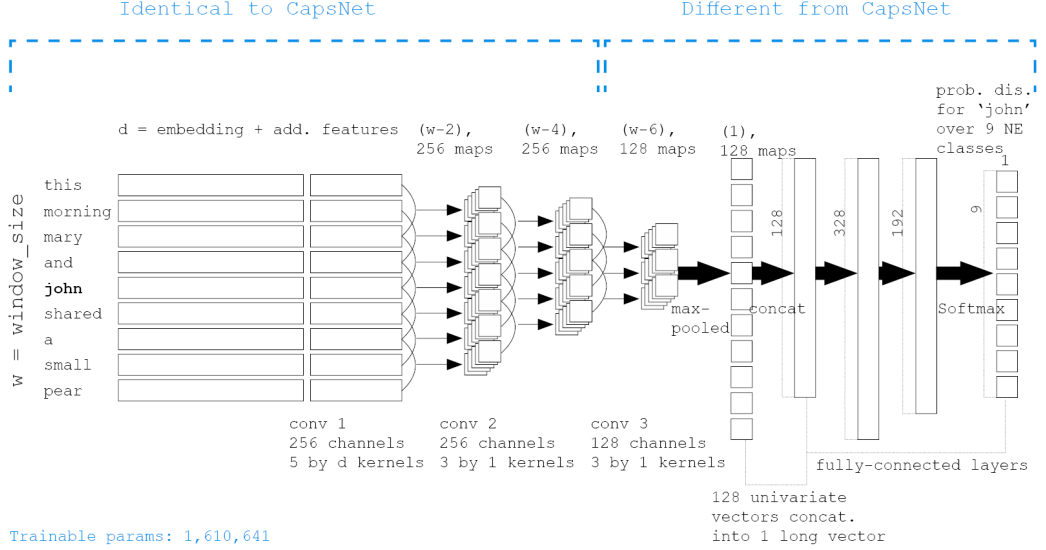 Identical to CapsNet
Different from CapsNet
prob. dis.
for 'john'
over 9 NE
classes
d = embedding + add. features
(w-2),
256 maps
(w-4),
256 maps
(w-6),
128 maps
(1),
128 maps
w = window_size
this
morning
mary
and
john
shared
a
small
pear
128
328
192
9
1
max-
pooled
concat
Softmax
conv 1
256 channels
5 by d kernels
conv 2
256 channels
3 by 1 kernels
conv 3
128 channels
3 by 1 kernels
fully-connected layers
128 univariate
vectors concat.
into 1 long vector
Trainable params: 1,610,641